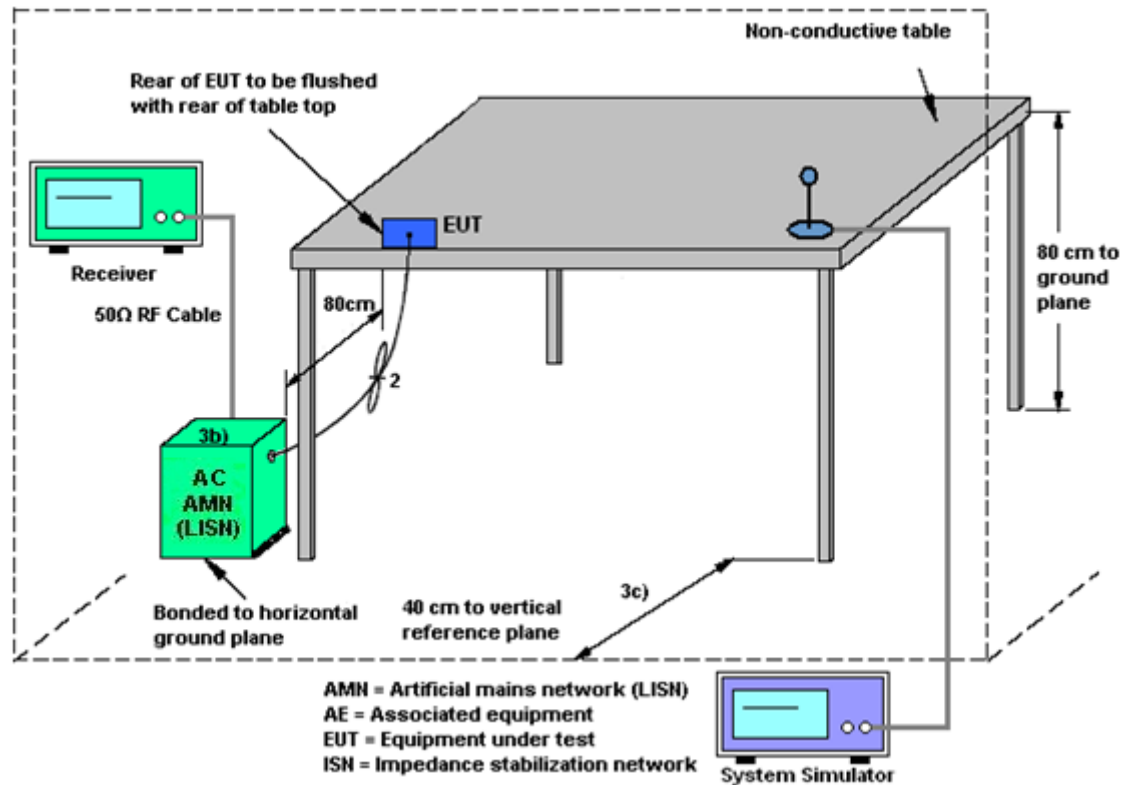 Non-conductive table
Rear of EUT to be flushed
with rear of table top
EUT
Receiver
80cm
80 cm to
ground
plane
50Ω RF Cable
2
3b)
AC
AMN
(LISN)
3c)
Bonded to horizontal
ground plane
40 cm to vertical
reference plane
AMN = Artificial mains network (LISN)
AE = Associated equipment
EUT = Equipment under test
ISN = Impedance stabilization network
System Simulator